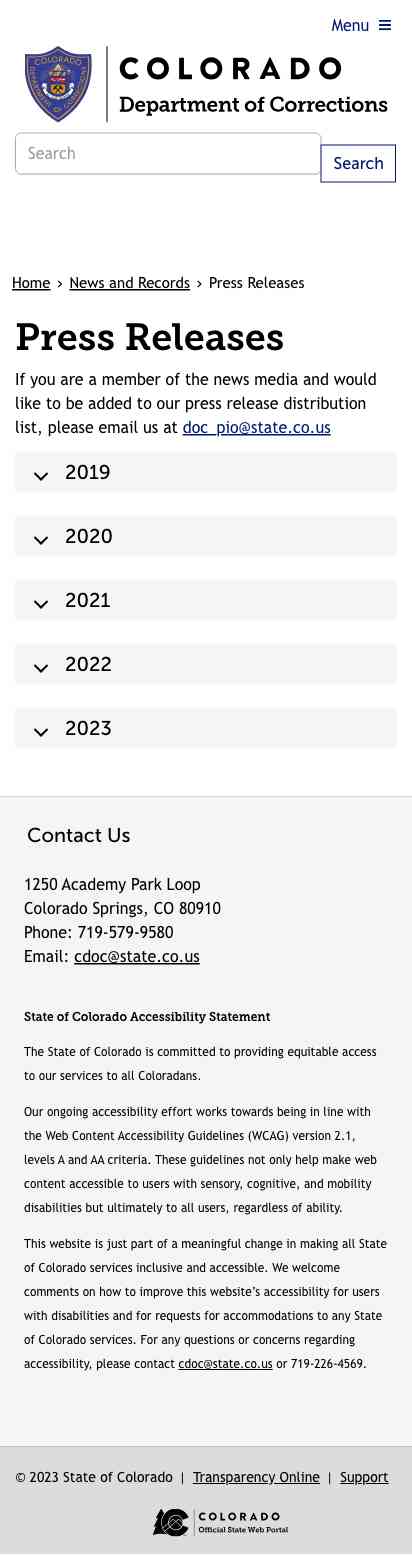 Menu
COLORADO
COLORADO
Department of Corrections
Search
Search
Home > News and Records > Press Releases
Press Releases
If you are a member of the news media and would
like to be added to our press release distribution
list, please email us at doc_pio@state.co.us
2019
2020
2021
2022
2023
Contact Us
1250 Academy Park Loop
Colorado Springs, CO 80910
Phone: 719-579-9580
Email: cdoc@state.co.us
State of Colorado Accessibility Statement
The State of Colorado is committed to providing equitable access
to our services to all Coloradans.
Our ongoing accessibility effort works towards being in line with
the Web Content Accessibility Guidelines (WCAG) version 2.1,
levels A and AA criteria. These guidelines not only help make web
content accessible to users with sensory, cognitive, and mobility
disabilities but ultimately to all users, regardless of ability.
This website is just part of a meaningful change in making all State
of Colorado services inclusive and accessible. We welcome
comments on how to improve this website's accessibility for users
with disabilities and for requests for accommodations to any State
of Colorado services. For any questions or concerns regarding
accessibility, please contact cdoc@state.co.us or 719-226-4569.
© 2023 State of Colorado | Transparency Online | Support
COLORADO
Official State Web Portal